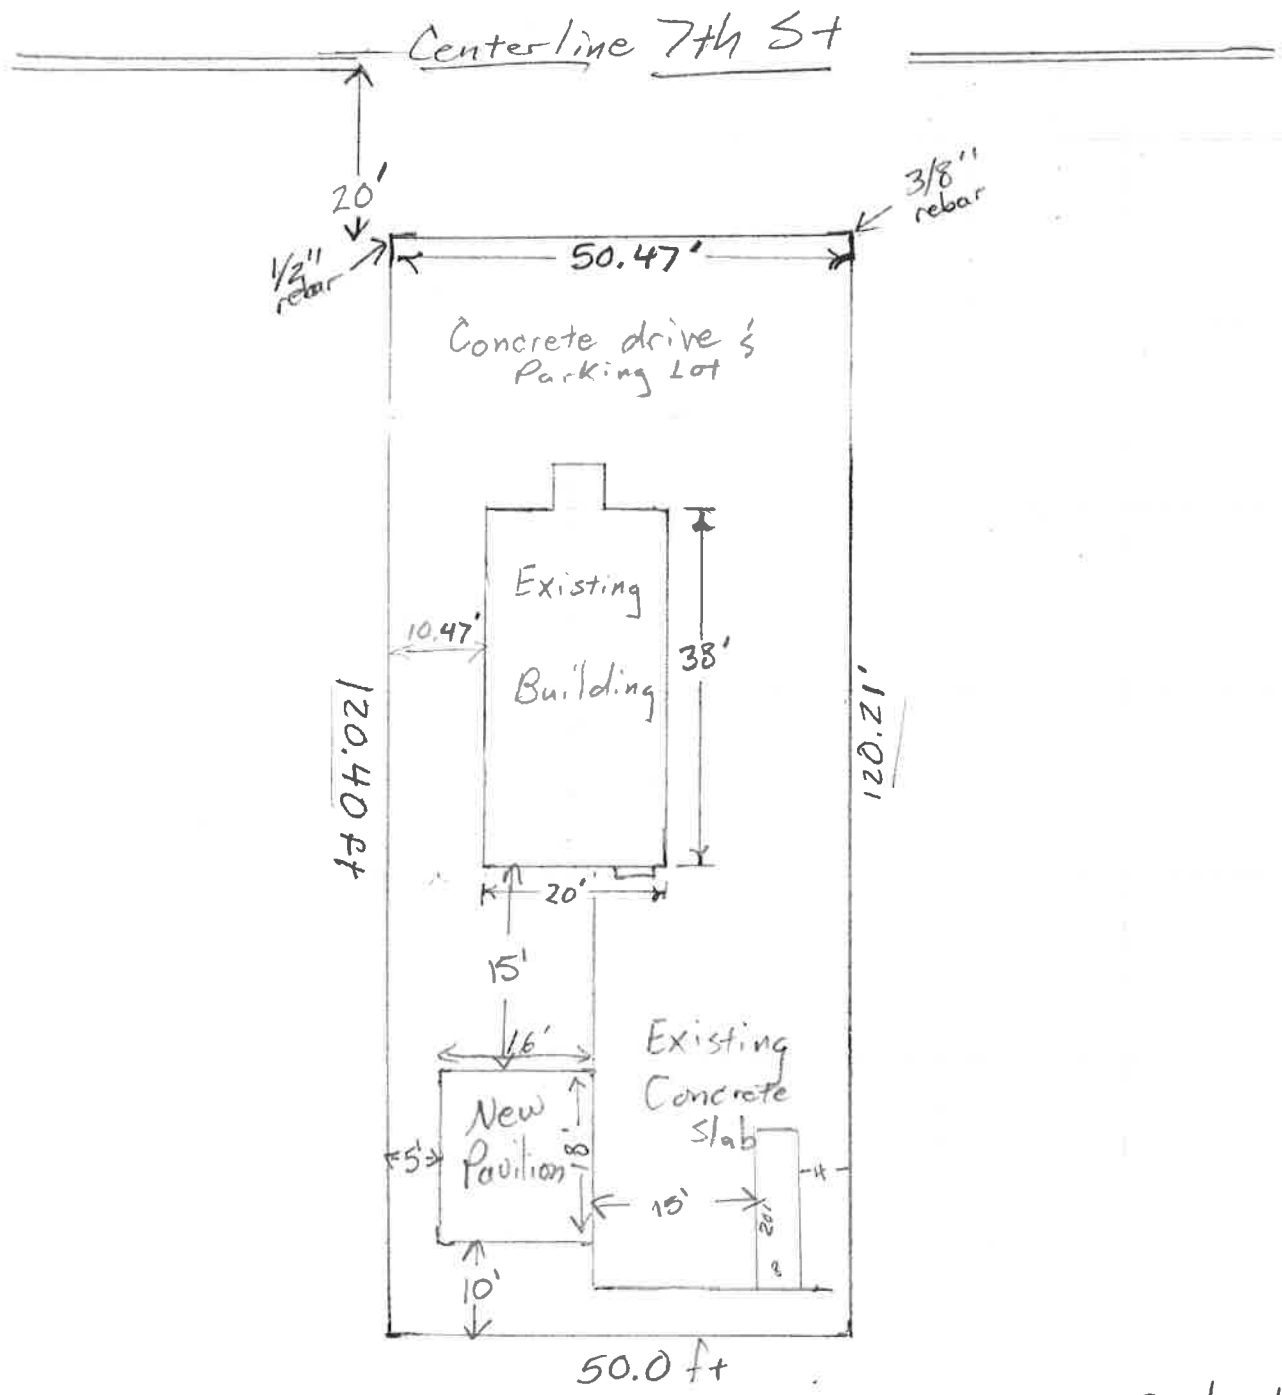 Centerline 7th St
20'
3/8"
rebar
1/2"
rebar
50.47'
Concrete drive &
Parking Lot
Existing
Building
10.47'
38'
120.40 ft
120.21'
20'
15'
16'
Existing
Concrete
Slab
New
Pavilion
18'
5'
15'
20'
8
10'
50.0 ft